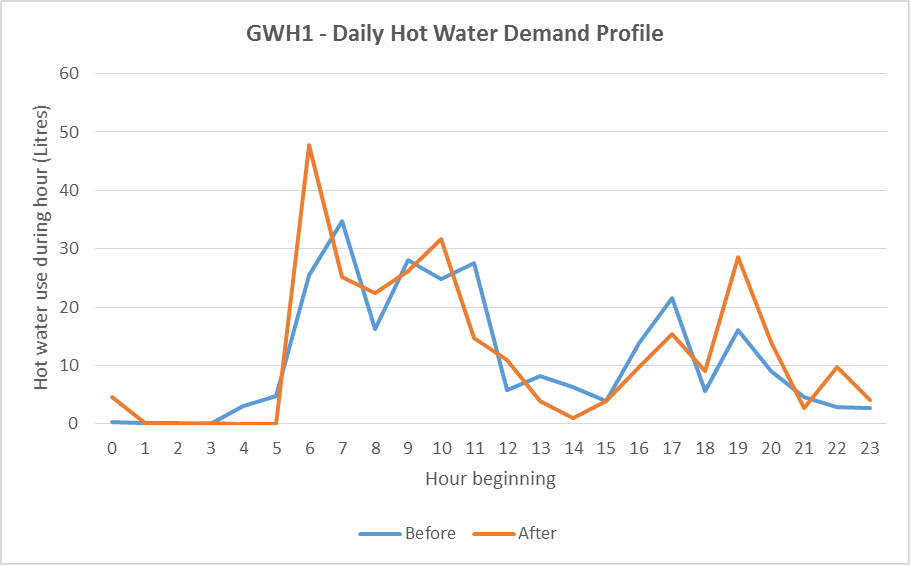 GWH1 - Daily Hot Water Demand Profile
Hot water use during hour (Litres)
60
50
40
30
20
10
0
0 1 2 3 4 5 6 7 8 9 10 11 12 13 14 15 16 17 18 19 20 21 22 23
Hour beginning
Before After